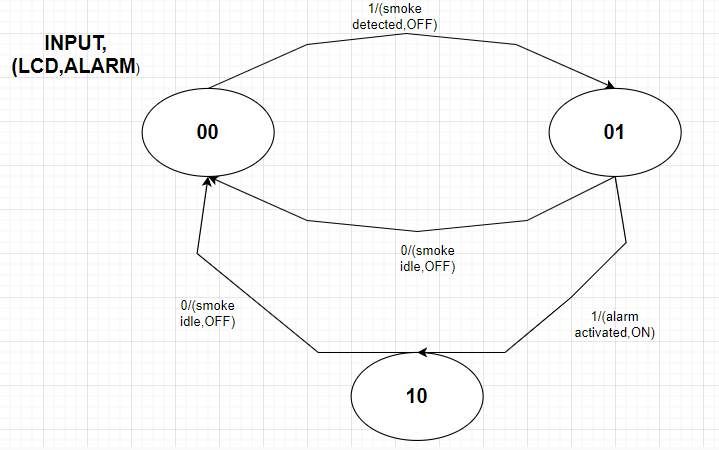 1/(smoke
detected,OFF)
INPUT,
(LCD,ALARM)
00
01
0/(smoke
idle,OFF)
0/(smoke
idle,OFF)
1/(alarm
activated,ON)
10